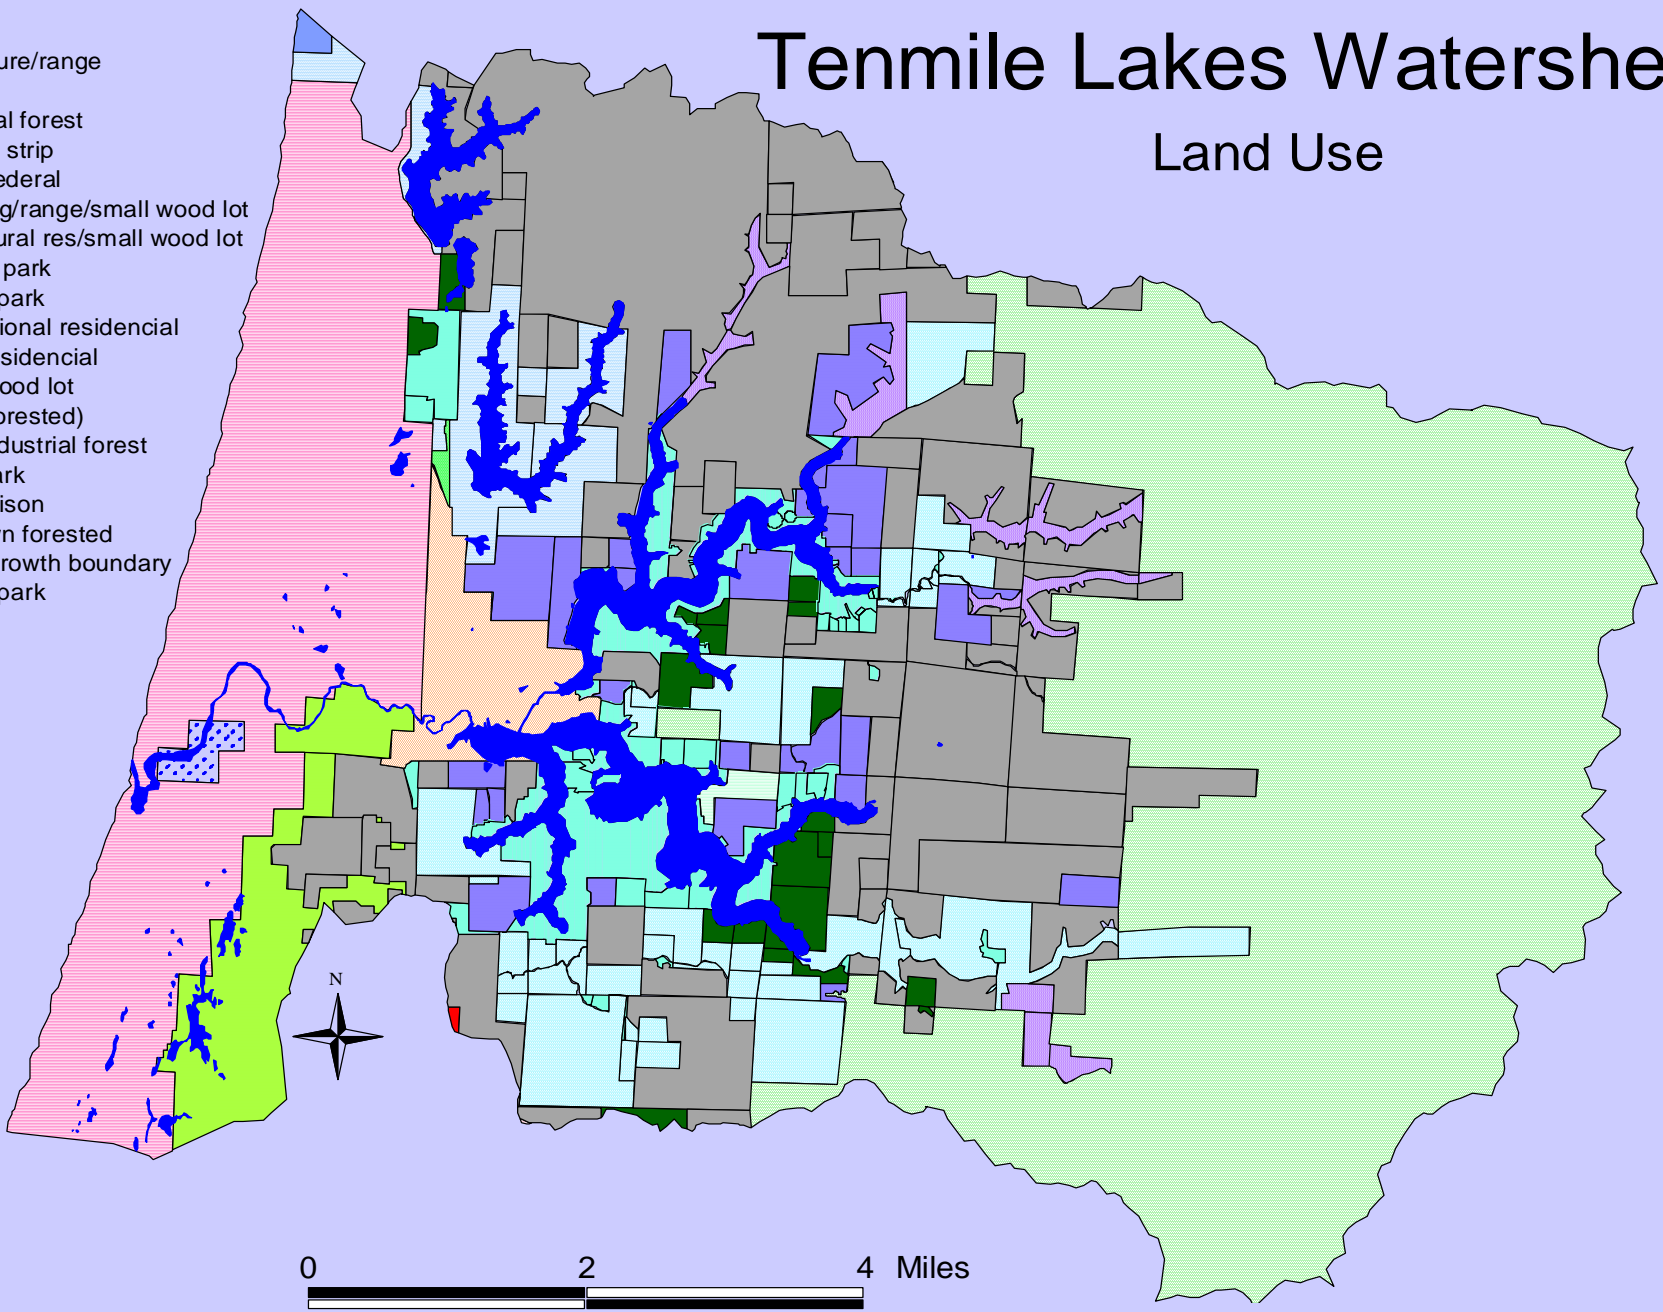 Tenmile Lakes Watershe
Land Use
ure/range
al forest
strip
ederal
g/range/small wood lot
ural res/small wood lot
park
park
ional residencial
sidencial
ood lot
orested)
dustrial forest
ark
ison
n forested
rowth boundary
park
N
0 2 4 Miles